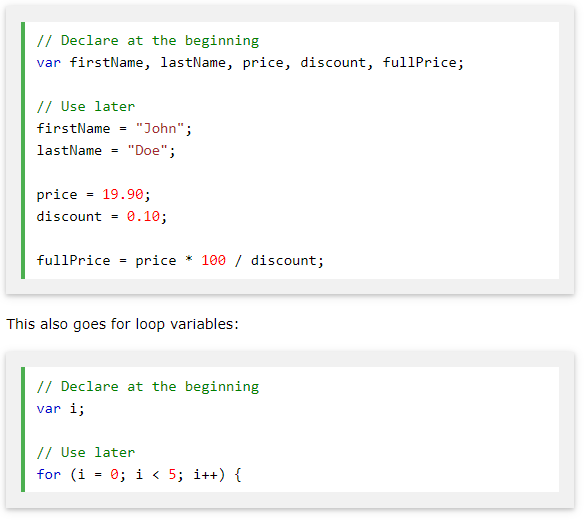 // Declare at the beginning
var firstName, lastName, price, discount, fullPrice;
// Use later
firstName = "John";
lastName = "Doe";
price = 19.90;
discount = 0.10;
fullPrice = price * 100 / discount;
This also goes for loop variables:
// Declare at the beginning
var i;
// Use later
for (i = 0; i < 5; i++) {